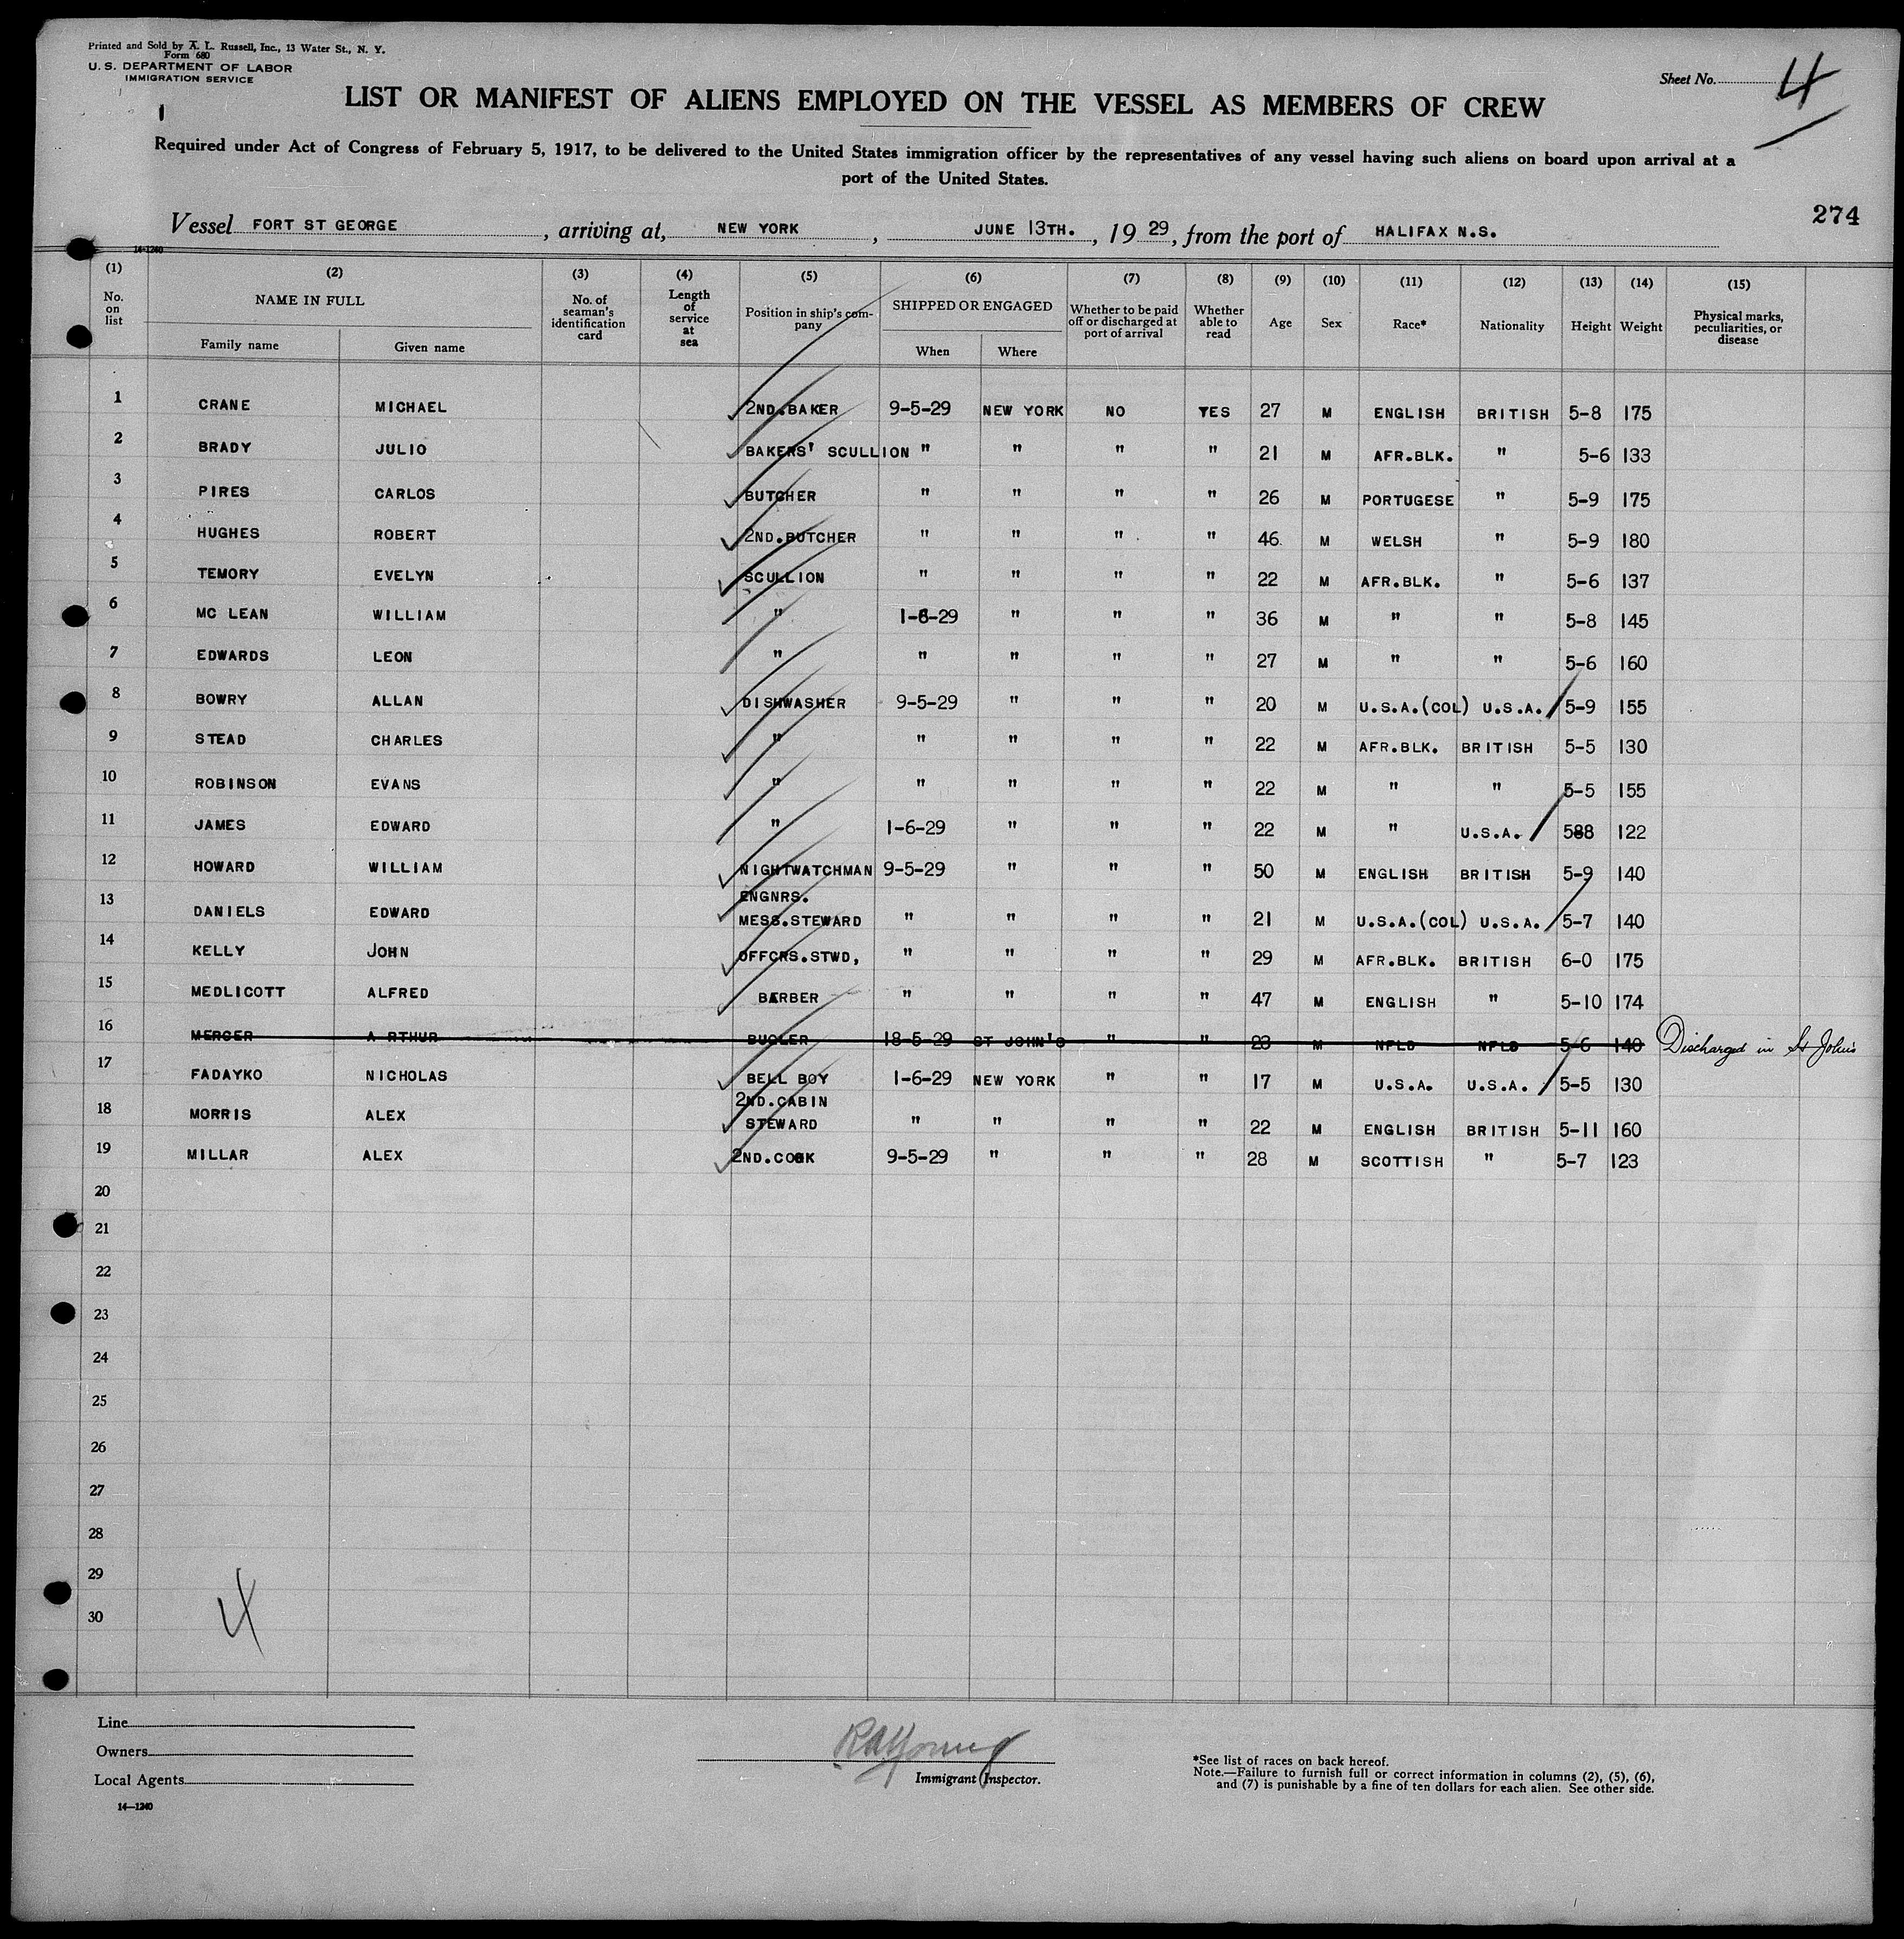 Printed and Sold by A. L. Russell, Inc., 13 Water St., N. Y.
Form 680
U. S. DEPARTMENT OF LABOR
IMMIGRATION SERVICE
Sheet No. 4
LIST OR MANIFEST OF ALIENS EMPLOYED ON THE VESSEL AS MEMBERS OF CREW
Required under Act of Congress of February 5, 1917, to be delivered to the United States immigration officer by the representatives of any vessel having such aliens on board upon arrival at a
port of the United States.
274
Vessel FORT ST GEORGE, arriving at, NEW YORK, JUNE 13TH., 19 29, from the port of HALIFAX N.S.
14-1240
(1) (2) (3) (4) (5) (6) (7) (8) (9) (10) (11) (12) (13) (14) (15)
No. on list NAME IN FULL Family name Given name No. of seaman's identification card Length of service at sea Position in ship's company SHIPPED OR ENGAGED When Where Whether to be paid off or discharged at port of arrival Whether able to read Age Sex Race* Nationality Height Weight Physical marks, peculiarities, or disease
1 CRANE MICHAEL 2ND.BAKER 9-5-29 NEW YORK NO YES 27 M ENGLISH BRITISH 5-8 175
2 BRADY JULIO BAKERS' SCULLION " " " " 21 M AFR.BLK. " 5-6 133
3 PIRES CARLOS BUTCHER " " " " 26 M PORTUGESE " 5-9 175
4 HUGHES ROBERT 2ND.BUTCHER " " " " 46. M WELSH " 5-9 180
5 TEMORY EVELYN SCULLION " " " " 22 M AFR.BLK. " 5-6 137
6 MC LEAN WILLIAM " 1-6-29 " " " 36 M " " 5-8 145
7 EDWARDS LEON " " " " " 27 M " " 5-6 160
8 BOWRY ALLAN DISHWASHER 9-5-29 " " " 20 M U.S.A.(COL) U.S.A. 5-9 155
9 STEAD CHARLES " " " " " 22 M AFR.BLK. BRITISH 5-5 130
10 ROBINSON EVANS " " " " " 22 M " " 5-5 155
11 JAMES EDWARD " 1-6-29 " " " 22 M " U.S.A. 588 122
12 HOWARD WILLIAM NIGHTWATCHMAN 9-5-29 " " " 50 M ENGLISH BRITISH 5-9 140
13 DANIELS EDWARD ENGNRS. MESS.STEWARD " " " " 21 M U.S.A.(COL) U.S.A. 5-7 140
14 KELLY JOHN OFFCRS.STWD, " " " " 29 M AFR.BLK. BRITISH 6-0 175
15 MEDLICOTT ALFRED BARBER " " " " 47 M ENGLISH " 5-10 174
16 MERCER ARTHUR BUGLER 18-5-29 ST JOHN'S " " 23 M NFLD NFLD 5-6 140 Discharged in St John's
17 FADAYKO NICHOLAS BELL BOY 1-6-29 NEW YORK " " 17 M U.S.A. U.S.A. 5-5 130
18 MORRIS ALEX 2ND.CABIN STEWARD " " " " 22 M ENGLISH BRITISH 5-11 160
19 MILLAR ALEX 2ND.COOK 9-5-29 " " " 28 M SCOTTISH " 5-7 123
20
21
22
23
24
25
26
27
28
29
30
4
Line
Owners
Local Agents
14—1240
Immigrant Inspector.
*See list of races on back hereof.
Note.—Failure to furnish full or correct information in columns (2), (5), (6),
and (7) is punishable by a fine of ten dollars for each alien. See other side.